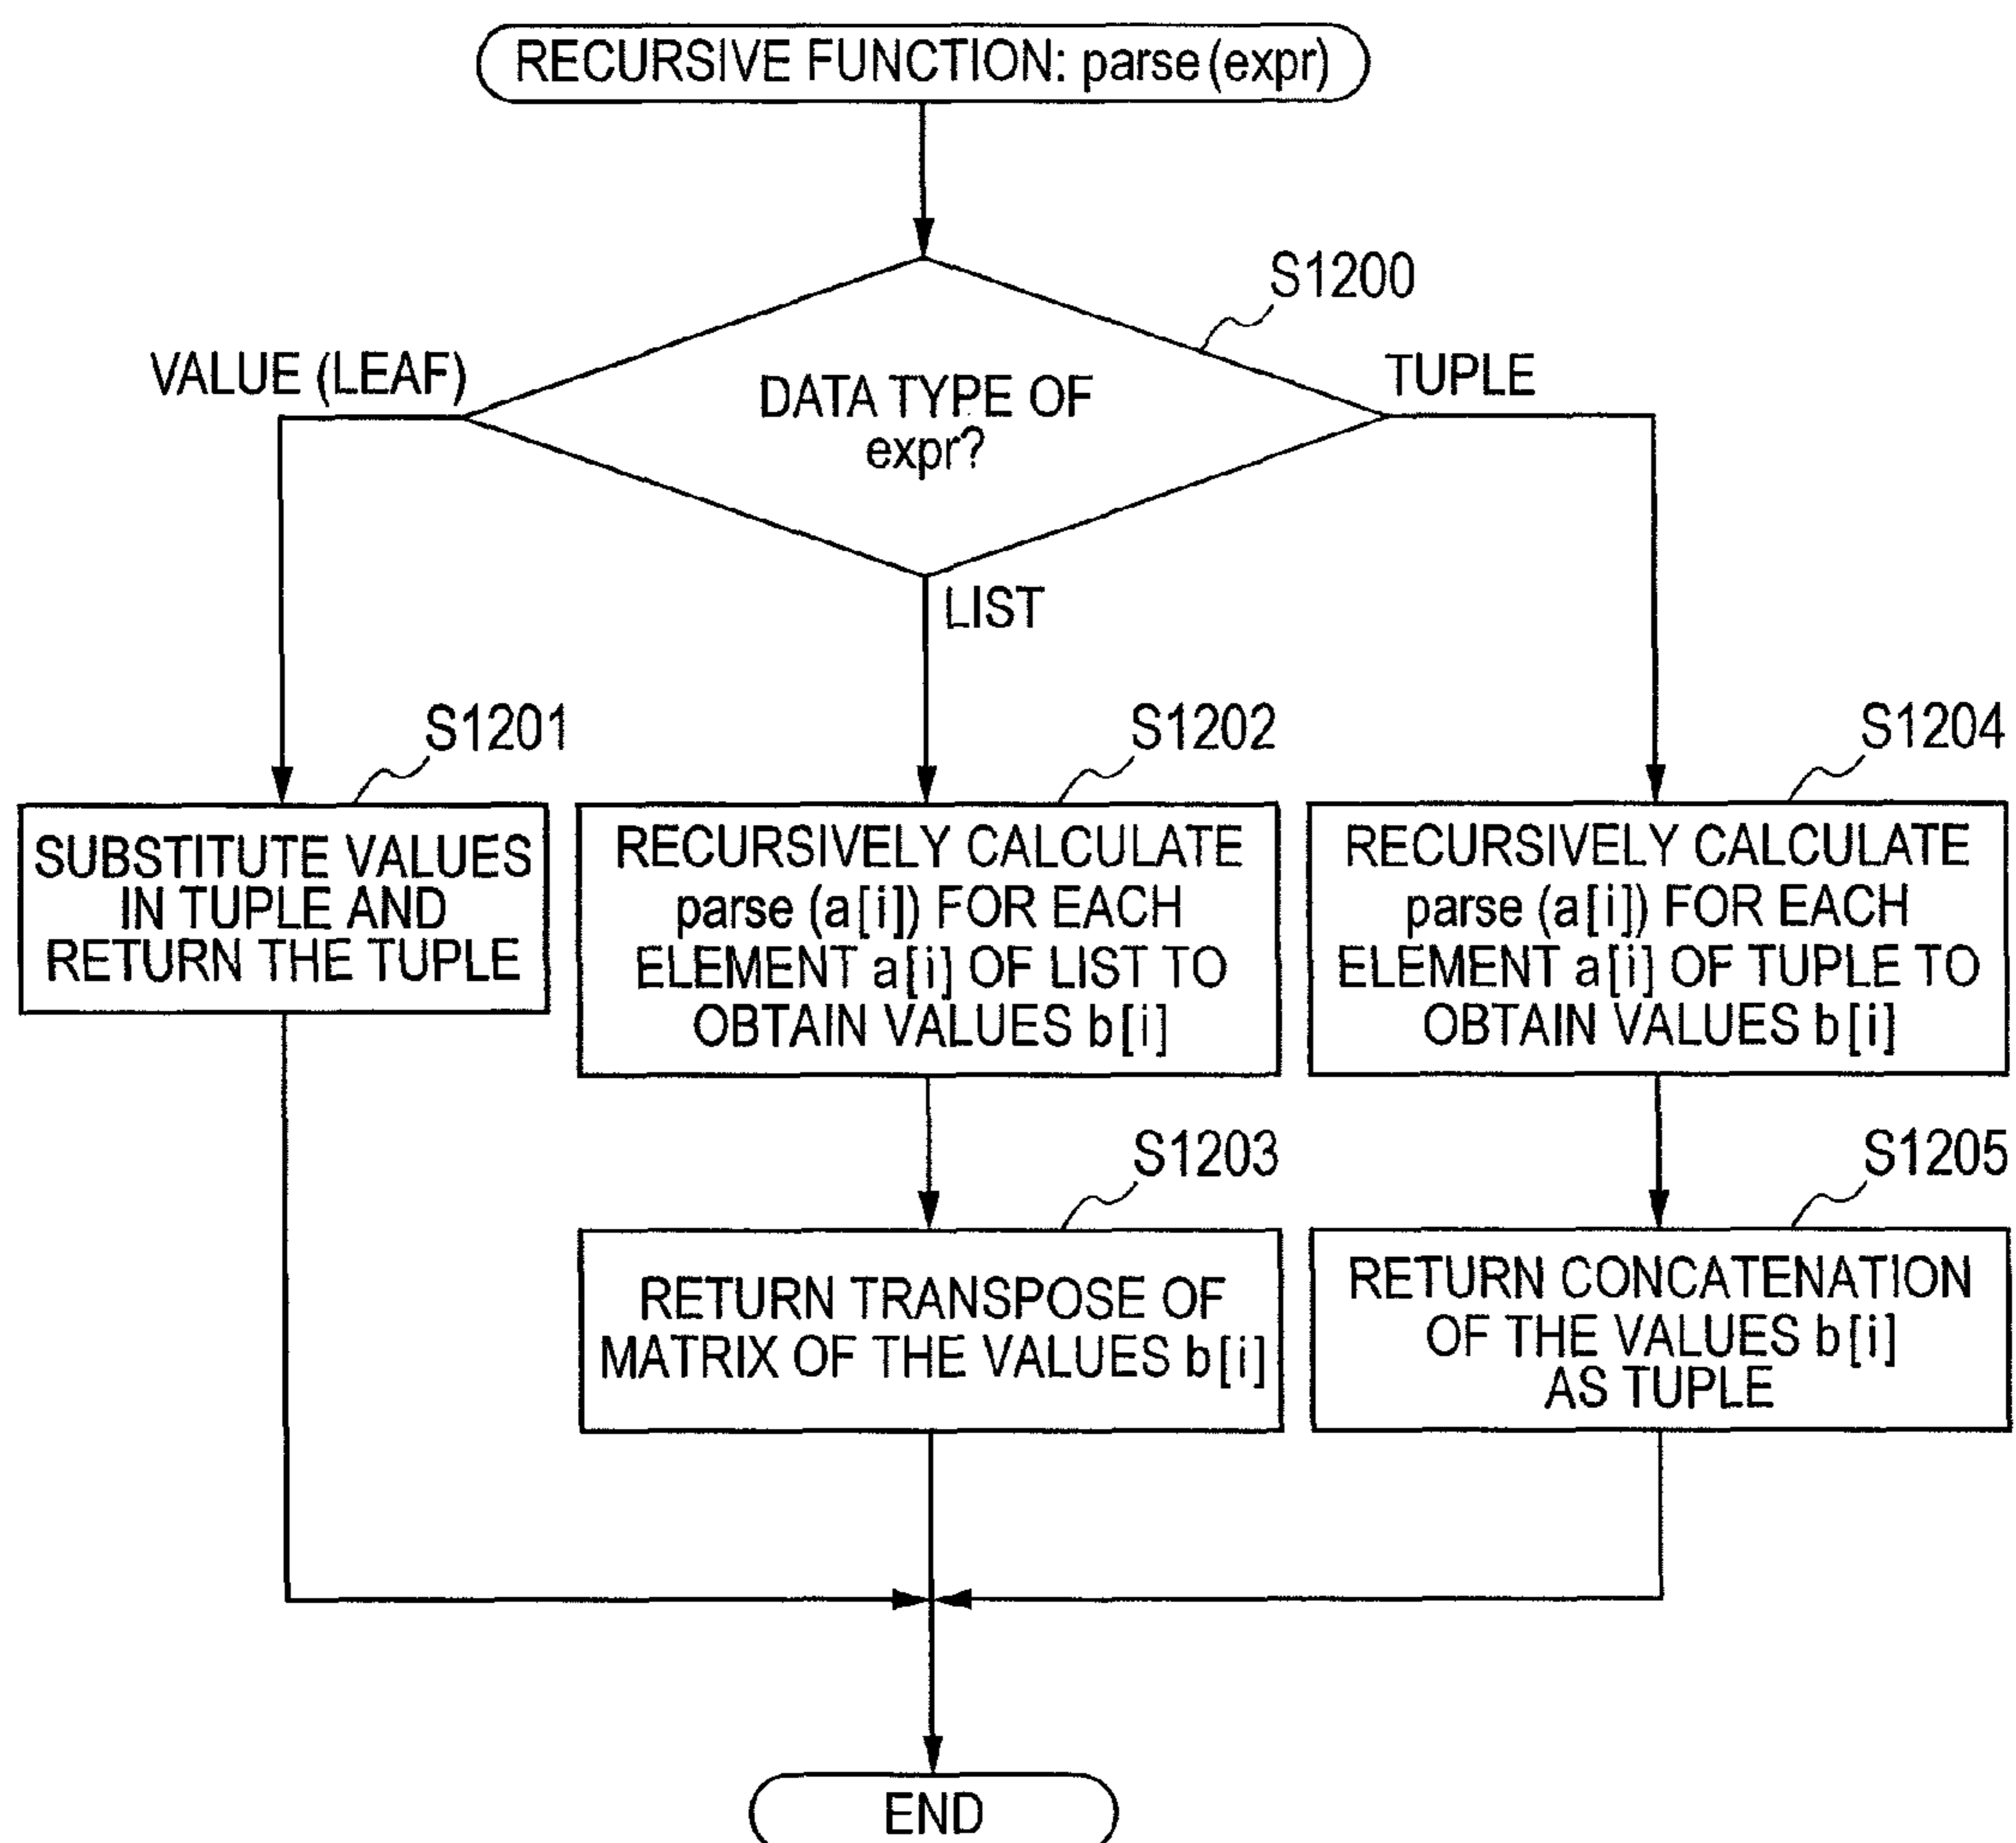 RECURSIVE FUNCTION: parse (expr)
S1200
VALUE (LEAF)
TUPLE
DATA TYPE OF
expr?
LIST
S1201
S1202
S1204
SUBSTITUTE VALUES
IN TUPLE AND
RETURN THE TUPLE
RECURSIVELY CALCULATE
parse (a[i]) FOR EACH
ELEMENT a[i] OF LIST TO
OBTAIN VALUES b[i]
RECURSIVELY CALCULATE
parse (a[i]) FOR EACH
ELEMENT a[i] OF TUPLE TO
OBTAIN VALUES b[i]
S1203
S1205
RETURN TRANSPOSE OF
MATRIX OF THE VALUES b[i]
RETURN CONCATENATION
OF THE VALUES b[i]
AS TUPLE
END